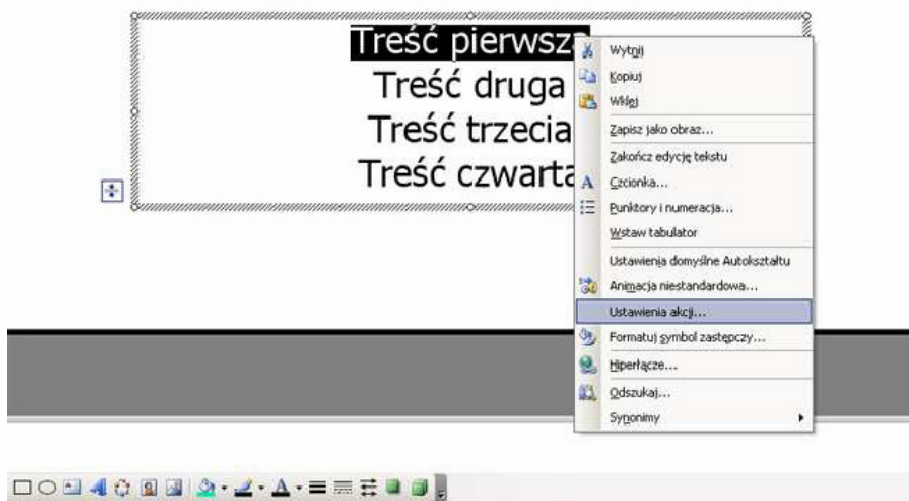 Treść pierwsza
Treść druga
Treść trzecia
Treść czwarta
Wytnij
Kopiuj
Wklej
Zapisz jako obraz...
Zakończ edycję tekstu
Czcionka...
Punktory i numeracja...
Wstaw tabulator
Ustawienia domyślne Autokształtu
Animacja niestandardowa...
Ustawienia akcji...
Formatuj symbol zastępczy...
Hiperłącze...
Odszukaj...
Synonimy